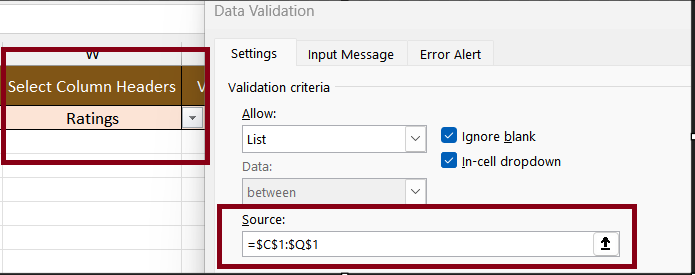 Data Validation
W
Select Column Headers
V
Ratings
Settings
Input Message
Error Alert
Validation criteria
Allow:
List
Ignore blank
In-cell dropdown
Data:
between
Source:
=$C$1:$Q$1